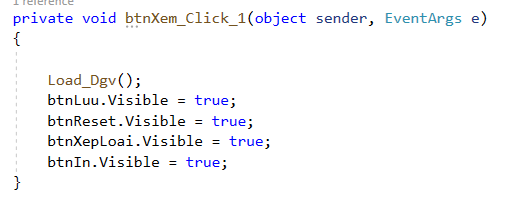 1 reference
private void btnXem_Click_1(object sender, EventArgs e)
{
Load_Dgv();
btnLuu.Visible = true;
btnReset.Visible = true;
btnXepLoai.Visible = true;
btnIn.Visible = true;
}